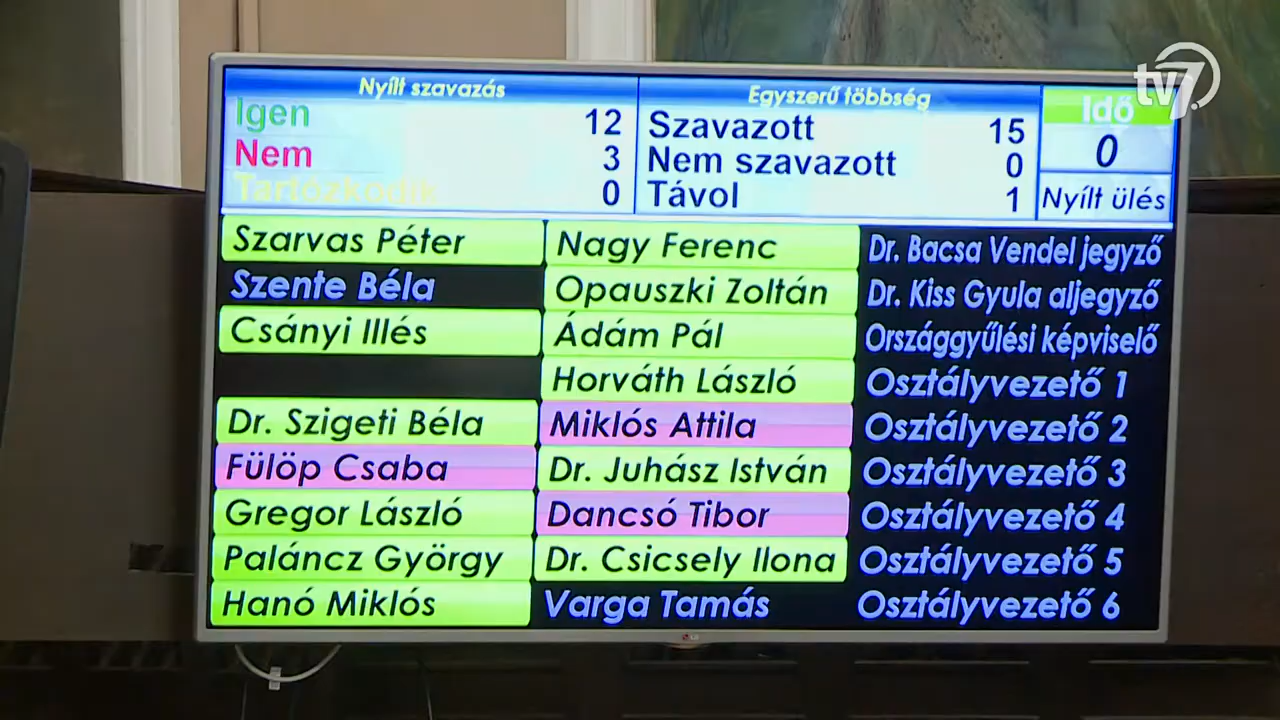 tv7
Nyílt szavazás
Igen 12
Nem 3
Tartózkodik 0
Egyszerű többség
Szavazott 15
Nem szavazott 0
Távol 1
Idő
0
Nyílt ülés
Szarvas Péter
Szente Béla
Csányi Illés
Dr. Szigeti Béla
Fülöp Csaba
Gregor László
Paláncz György
Hanó Miklós
Nagy Ferenc
Opauszki Zoltán
Ádám Pál
Horváth László
Miklós Attila
Dr. Juhász István
Dancsó Tibor
Dr. Csicsely Ilona
Varga Tamás
Dr. Bacsa Vendel jegyző
Dr. Kiss Gyula aljegyző
Országgyűlési képviselő
Osztályvezető 1
Osztályvezető 2
Osztályvezető 3
Osztályvezető 4
Osztályvezető 5
Osztályvezető 6
LG